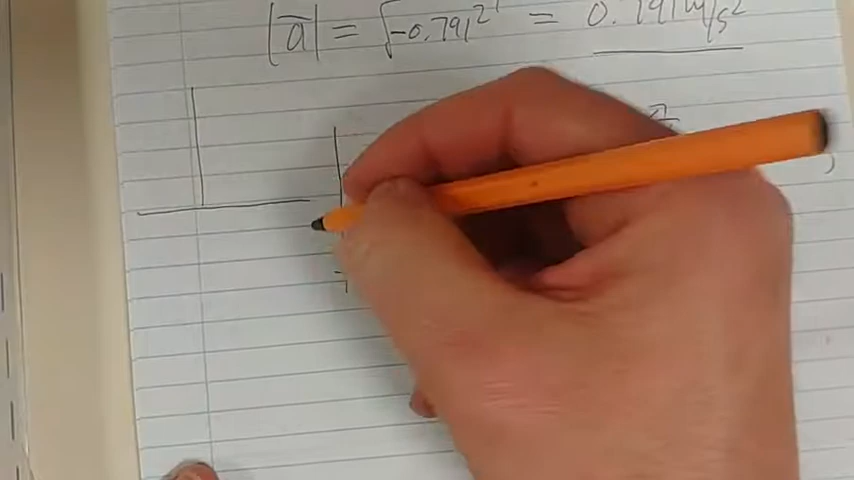 |a̅| = √-0.791² = 0.791 m/s²